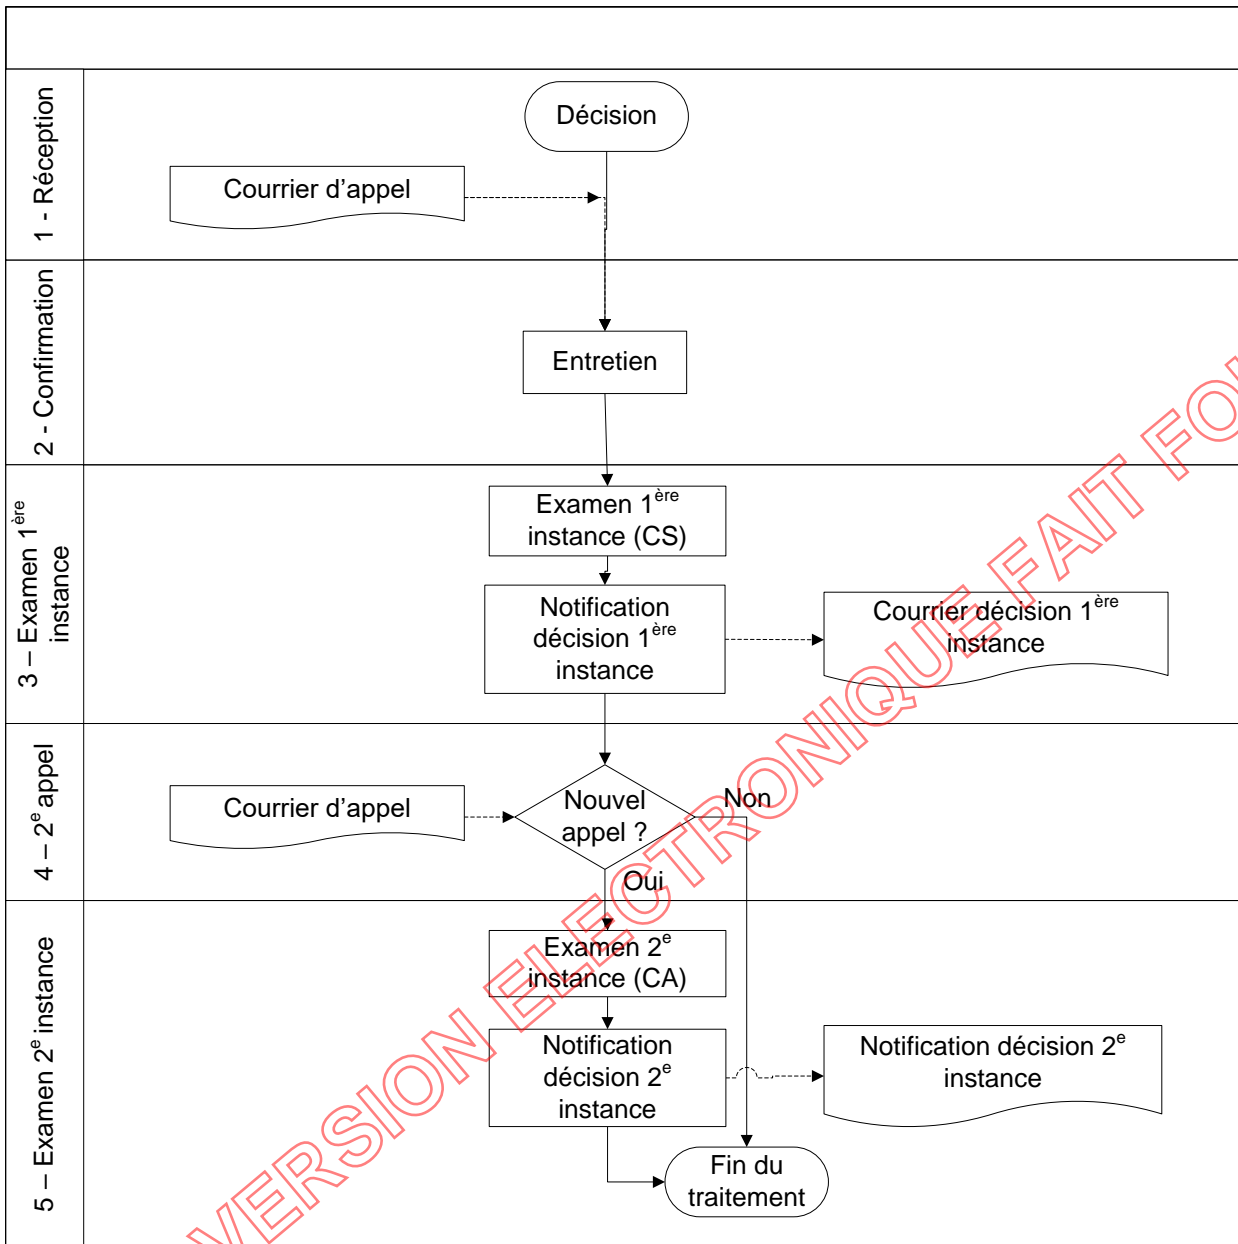 1 - Réception
Décision
Courrier d’appel
2 - Confirmation
Entretien
3 – Examen 1ère
instance
Examen 1ère
instance (CS)
Notification
décision 1ère
instance
Courrier décision 1ère
instance
4 – 2e appel
Courrier d’appel
Nouvel
appel ?
Non
Oui
5 – Examen 2e instance
Examen 2e
instance (CA)
Notification
décision 2e
instance
Notification décision 2e
instance
Fin du
traitement
VERSION ELECTRONIQUE FAIT FOI